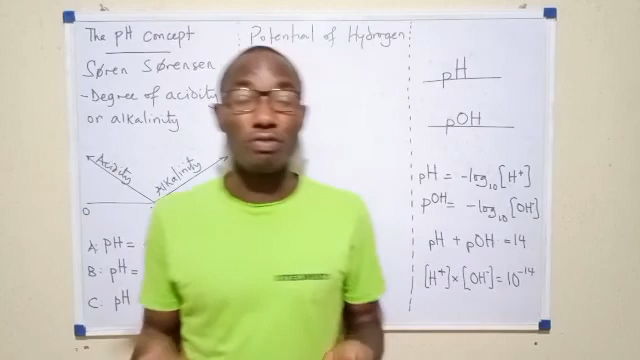 The pH concept
Søren Sørensen
- Degree of acidity
or alkalinity
Acidity
Alkalinity
0
A: pH =
B: pH =
C: pH
Potential of Hydrogen
pH
pOH
pH = -log₁₀[H⁺]
pOH = -log₁₀[OH⁻]
pH + pOH = 14
[H⁺]×[OH⁻]=10⁻¹⁴